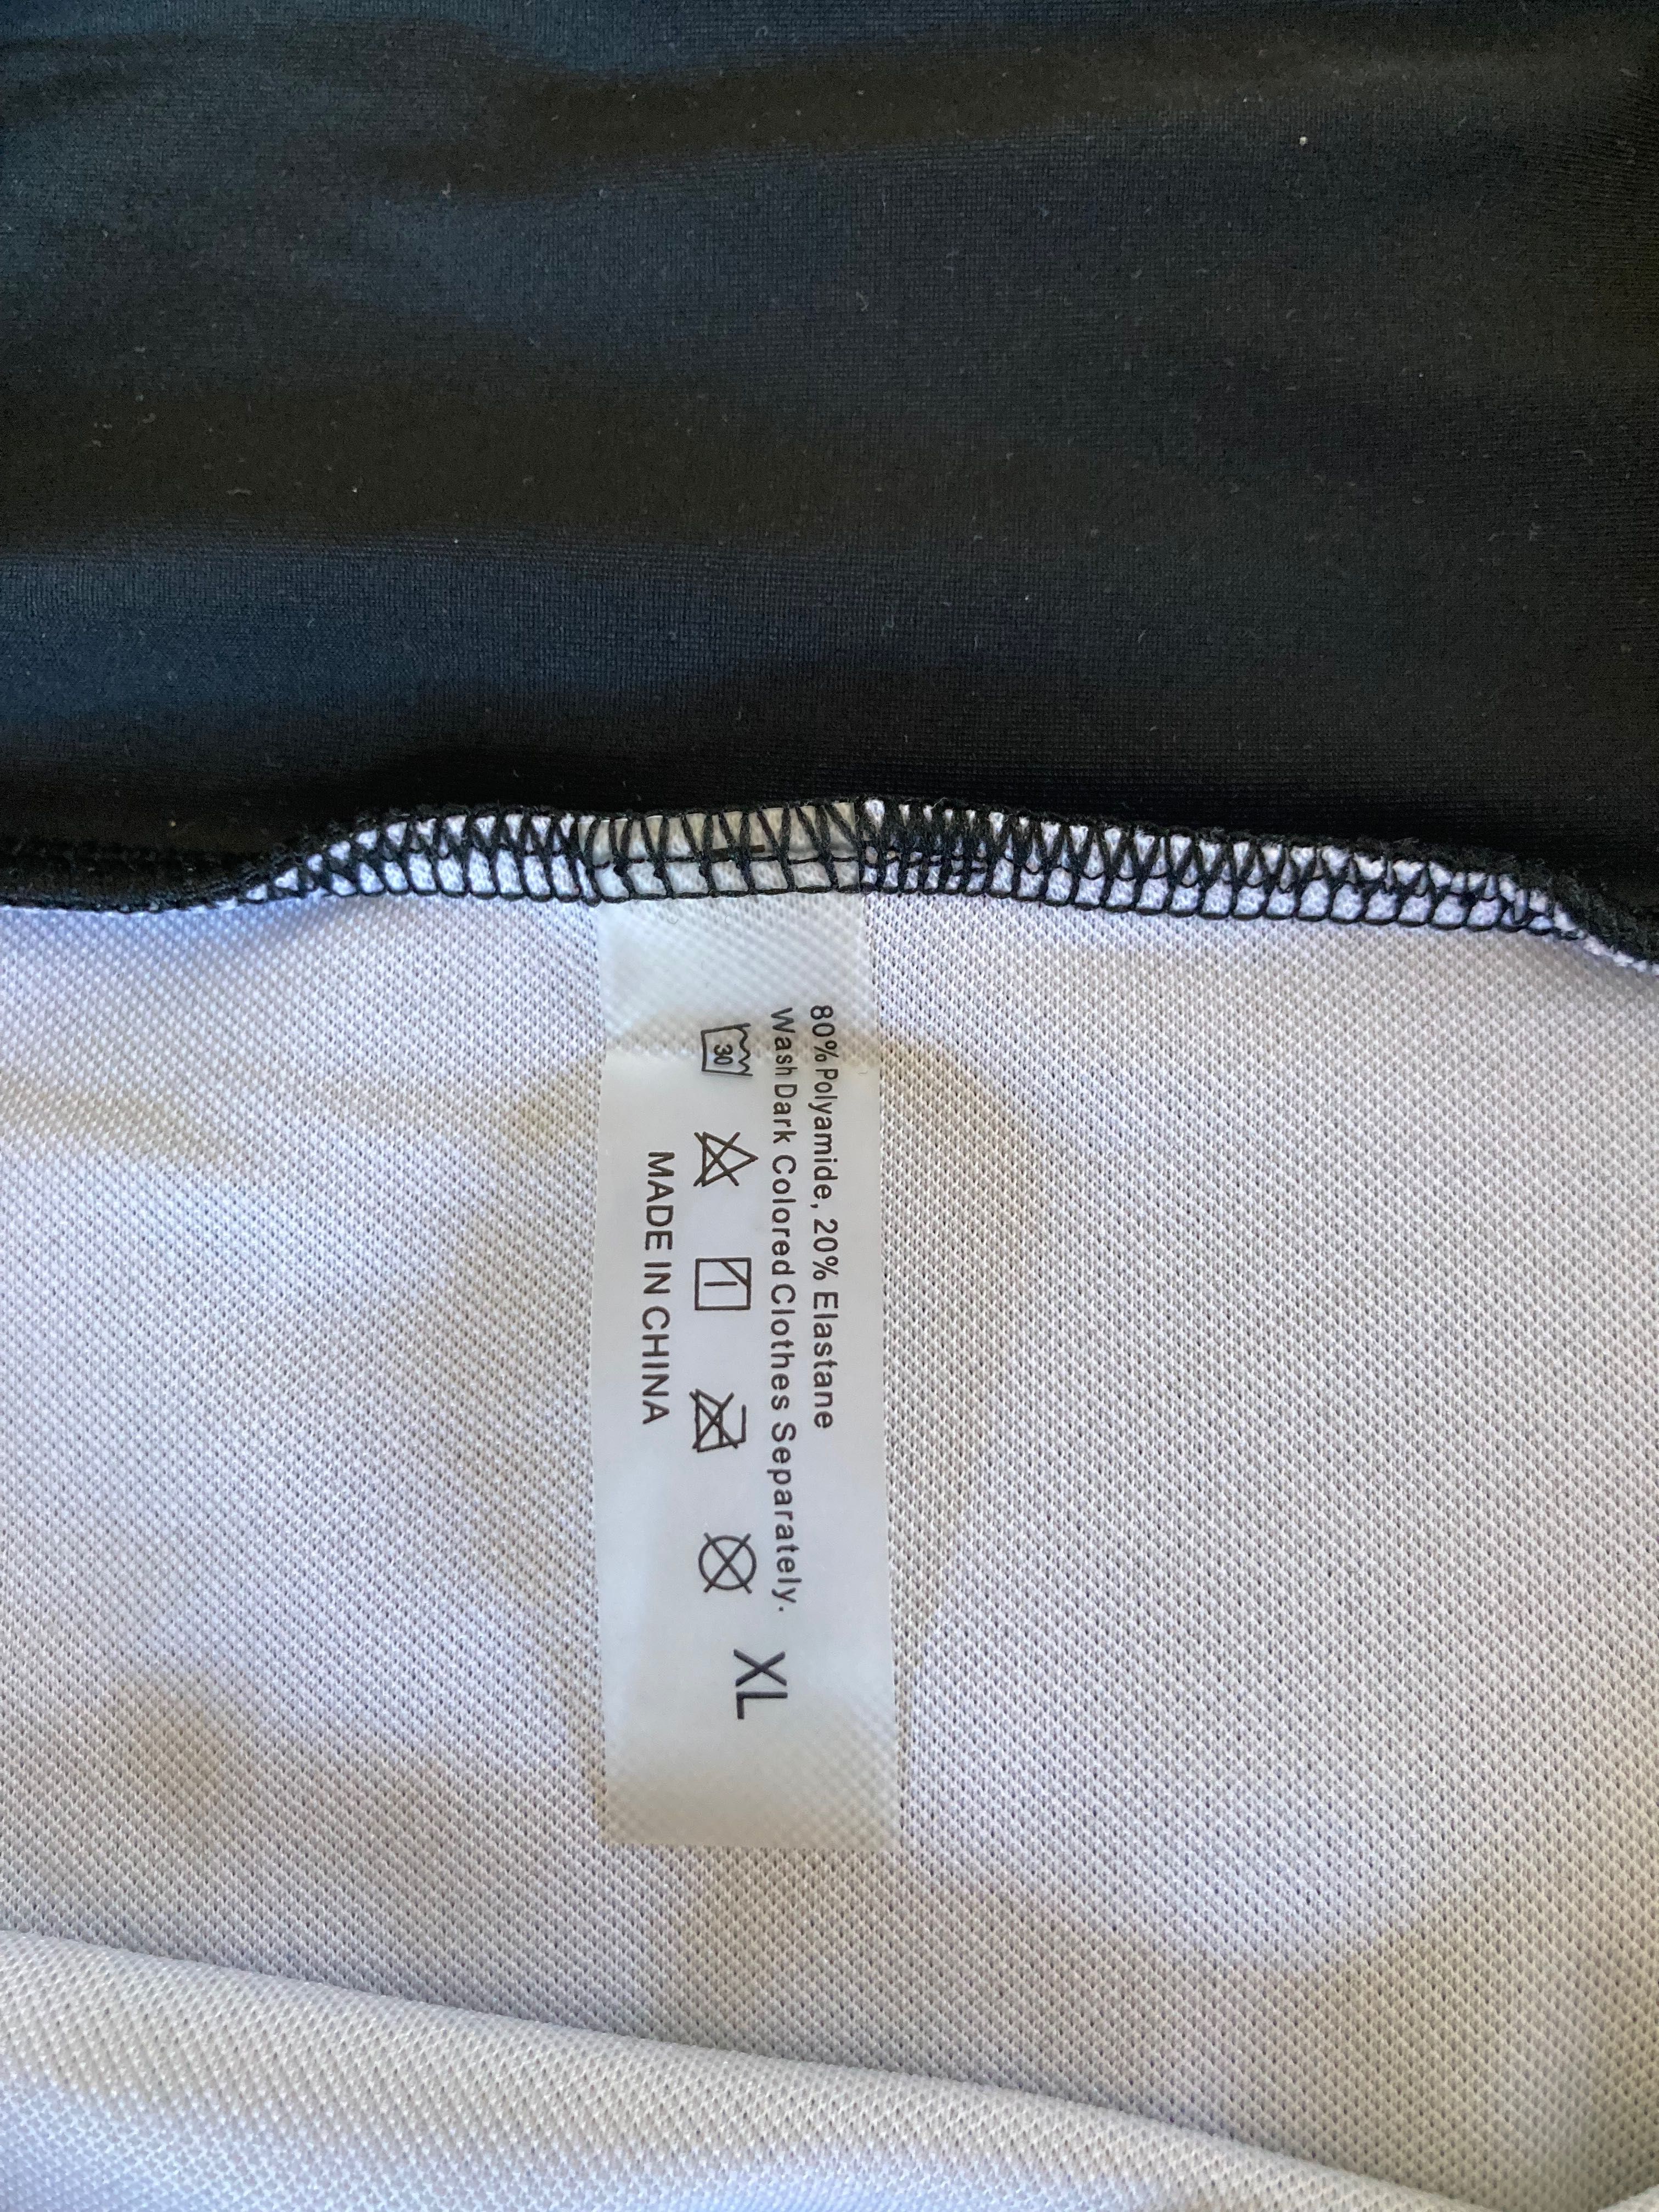 80% Polyamide, 20% Elastane
Wash Dark Colored Clothes Separately.
30
XL
MADE IN CHINA